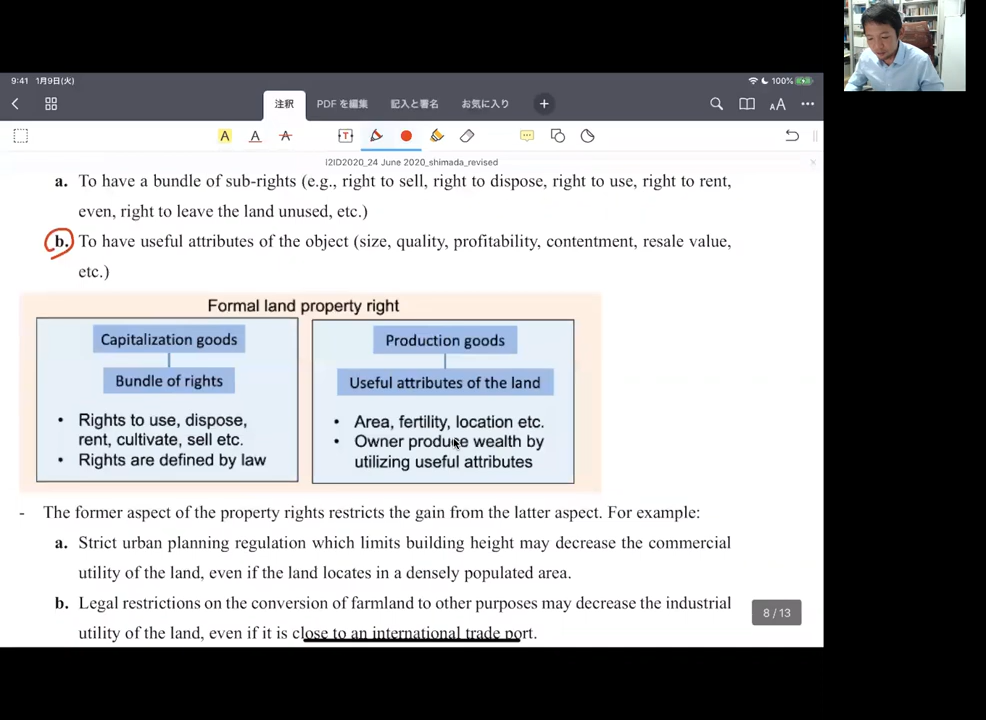 9:41 1月9日(火)
100%
注釈 PDF を編集 記入と署名 お気に入り
AA
A A A T
I2ID2020_24 June 2020_shimada_revised
a. To have a bundle of sub-rights (e.g., right to sell, right to dispose, right to use, right to rent,
even, right to leave the land unused, etc.)
b. To have useful attributes of the object (size, quality, profitability, contentment, resale value,
etc.)
Formal land property right
Capitalization goods
Bundle of rights
• Rights to use, dispose,
rent, cultivate, sell etc.
• Rights are defined by law
Production goods
Useful attributes of the land
• Area, fertility, location etc.
• Owner produce wealth by
utilizing useful attributes
- The former aspect of the property rights restricts the gain from the latter aspect. For example:
a. Strict urban planning regulation which limits building height may decrease the commercial
utility of the land, even if the land locates in a densely populated area.
b. Legal restrictions on the conversion of farmland to other purposes may decrease the industrial
utility of the land, even if it is close to an international trade port.
8 / 13